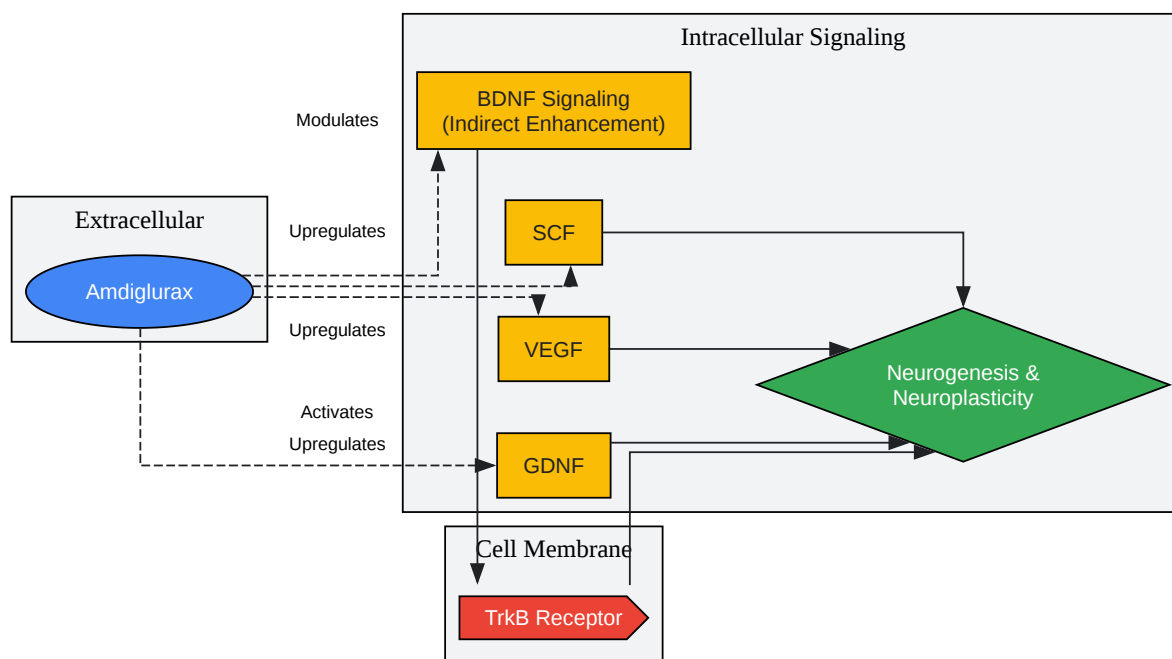 Intracellular Signaling
BDNF Signaling
(Indirect Enhancement)
Modulates
Extracellular
Upregulates
SCF
Amdiglurax
Upregulates
VEGF
Neurogenesis &
Neuroplasticity
Activates
Upregulates
GDNF
Cell Membrane
TrkB Receptor